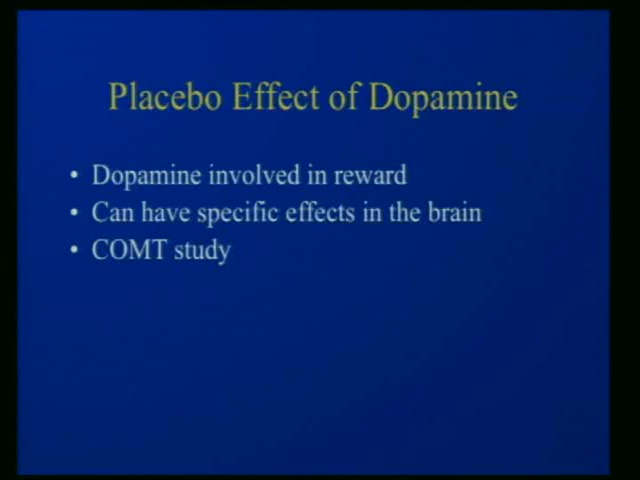 Placebo Effect of Dopamine
• Dopamine involved in reward
• Can have specific effects in the brain
• COMT study